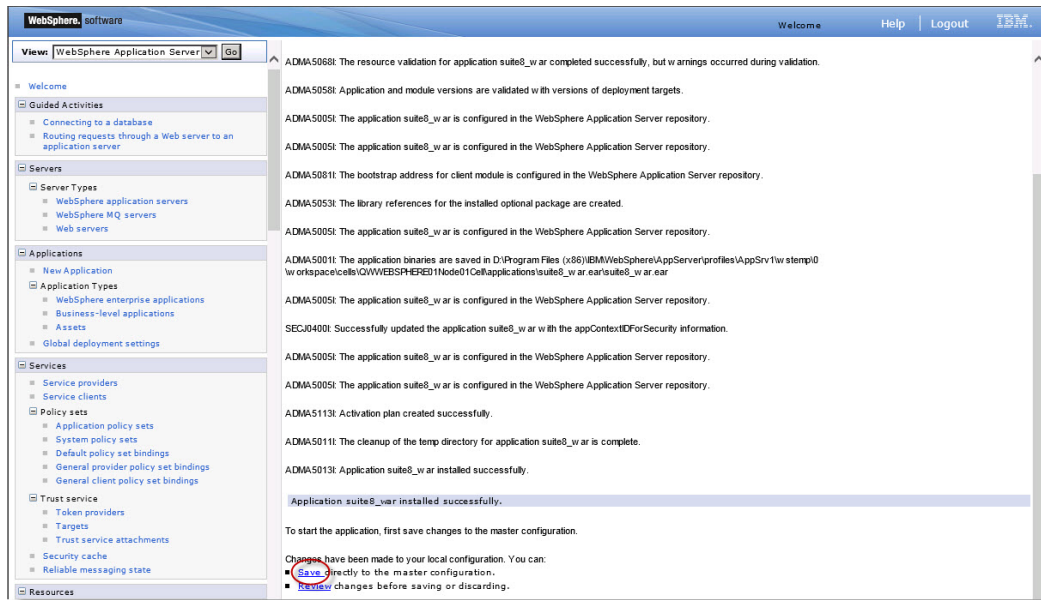 WebSphere. software
Welcome Help Logout IBM.
View: WebSphere Application Server Go
Welcome
Guided Activities
Connecting to a database
Routing requests through a Web server to an
application server
Servers
Server Types
WebSphere application servers
WebSphere MQ servers
Web servers
Applications
New Application
Application Types
WebSphere enterprise applications
Business-level applications
Assets
Global deployment settings
Services
Service providers
Service clients
Policy sets
Application policy sets
System policy sets
Default policy set bindings
General provider policy set bindings
General client policy set bindings
Trust service
Token providers
Targets
Trust service attachments
Security cache
Reliable messaging state
Resources
ADMA5068I: The resource validation for application suite8_war completed successfully, but warnings occurred during validation.
ADMA5058I: Application and module versions are validated with versions of deployment targets.
ADMA5005I: The application suite8_war is configured in the WebSphere Application Server repository.
ADMA5005I: The application suite8_war is configured in the WebSphere Application Server repository.
ADMA5081I: The bootstrap address for client module is configured in the WebSphere Application Server repository.
ADMA5053I: The library references for the installed optional package are created.
ADMA5005I: The application suite8_war is configured in the WebSphere Application Server repository.
ADMA5001I: The application binaries are saved in D:\Program Files (x86)\IBM\WebSphere\AppServer\profiles\AppSrv1\wstemp\0
\workspace\cells\QWWEBSPHERE01Node01Cell\applications\suite8_war.ear\suite8_war.ear
ADMA5005I: The application suite8_war is configured in the WebSphere Application Server repository.
SECJ0400I: Successfully updated the application suite8_war with the appContextIDForSecurity information.
ADMA5005I: The application suite8_war is configured in the WebSphere Application Server repository.
ADMA5005I: The application suite8_war is configured in the WebSphere Application Server repository.
ADMA5113I: Activation plan created successfully.
ADMA5011I: The cleanup of the temp directory for application suite8_war is complete.
ADMA5013I: Application suite8_war installed successfully.
Application suite8_war installed successfully.
To start the application, first save changes to the master configuration.
Changes have been made to your local configuration. You can:
Save directly to the master configuration.
Review changes before saving or discarding.